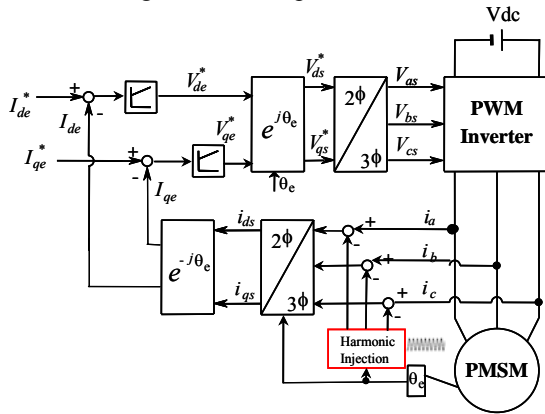 Vdc
I*de
+
-
Ide
V*de
V*ds
Vas
2ϕ
e^jθe
3ϕ
Vbs
Vcs
PWM
Inverter
I*qe
+
-
Iqe
V*qe
V*qs
θe
ids
2ϕ
+
-
ia
e^-jθe
+
-
ib
iqs
3ϕ
+
-
ic
Harmonic
Injection
θe
PMSM